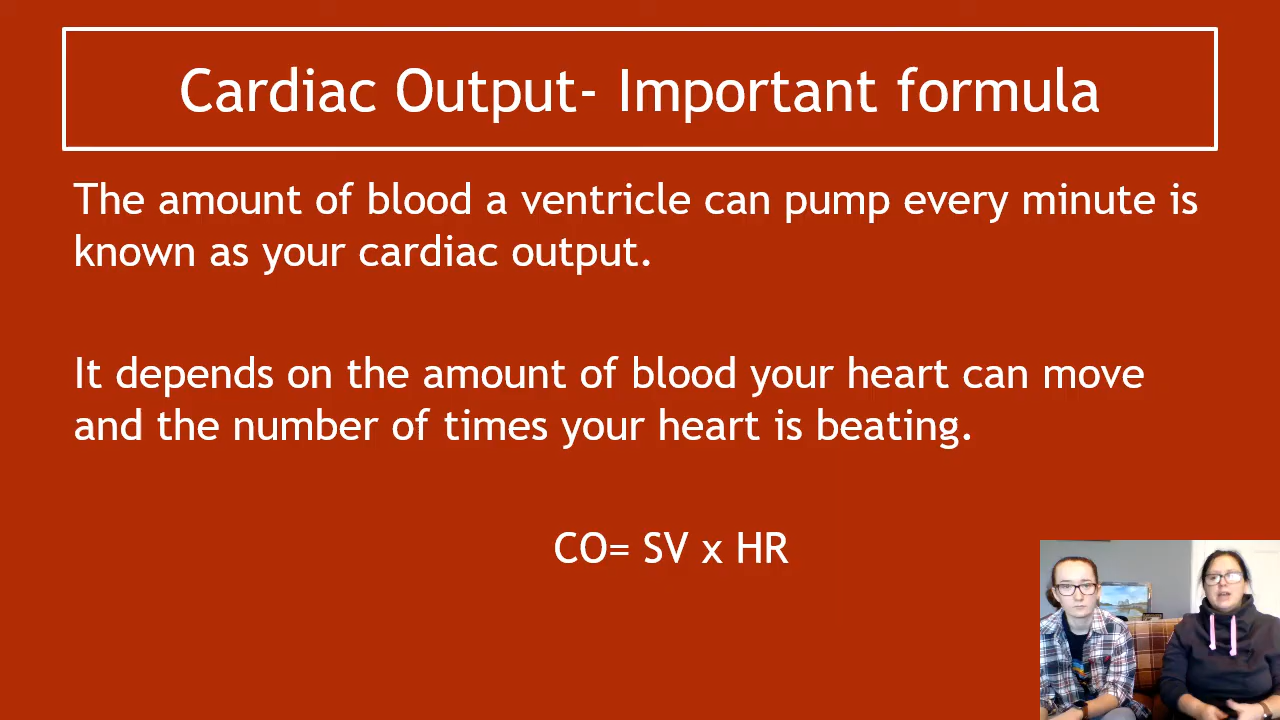 Cardiac Output- Important formula
The amount of blood a ventricle can pump every minute is
known as your cardiac output.
It depends on the amount of blood your heart can move
and the number of times your heart is beating.
CO= SV x HR